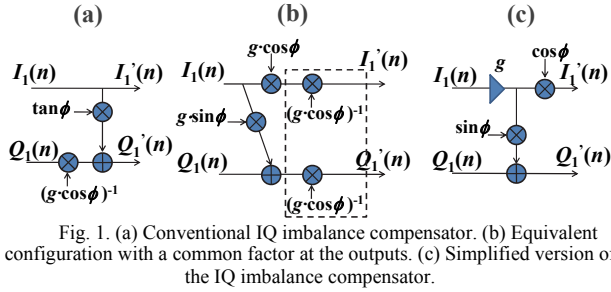 (a) (b) (c)
g·cosϕ cosϕ
I₁(n) I₁’(n) I₁(n) I₁’(n) I₁(n) g I₁’(n)
tanϕ g·sinϕ (g·cosϕ)⁻¹ sinϕ
Q₁(n) Q₁’(n) Q₁(n) Q₁’(n) Q₁(n) Q₁’(n)
(g·cosϕ)⁻¹ (g·cosϕ)⁻¹
Fig. 1. (a) Conventional IQ imbalance compensator. (b) Equivalent
configuration with a common factor at the outputs. (c) Simplified version
the IQ imbalance compensator.